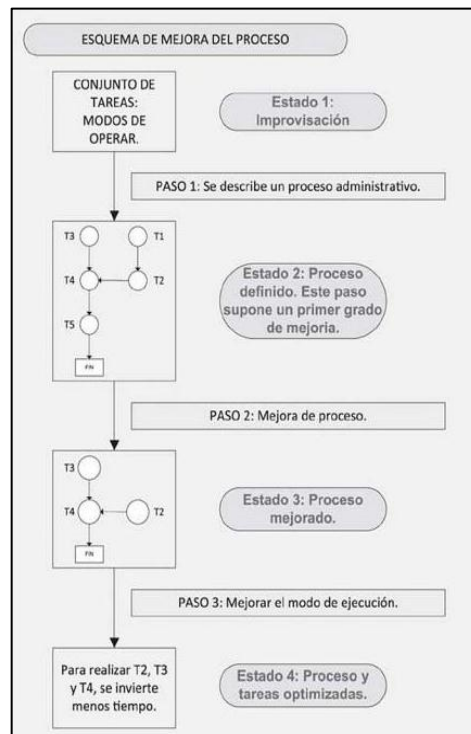 ESQUEMA DE MEJORA DEL PROCESO
CONJUNTO DE
TAREAS:
MODOS DE
OPERAR.
Estado 1:
Improvisación
PASO 1: Se describe un proceso administrativo.
T3
T1
T4
T2
T5
FIN
Estado 2: Proceso
definido. Este paso
supone un primer grado
de mejoria.
PASO 2: Mejora de proceso.
T3
T4
T2
FIN
Estado 3: Proceso
mejorado.
PASO 3: Mejorar el modo de ejecución.
Para realizar T2, T3
y T4, se invierte
menos tiempo.
Estado 4: Proceso y
tareas optimizadas.